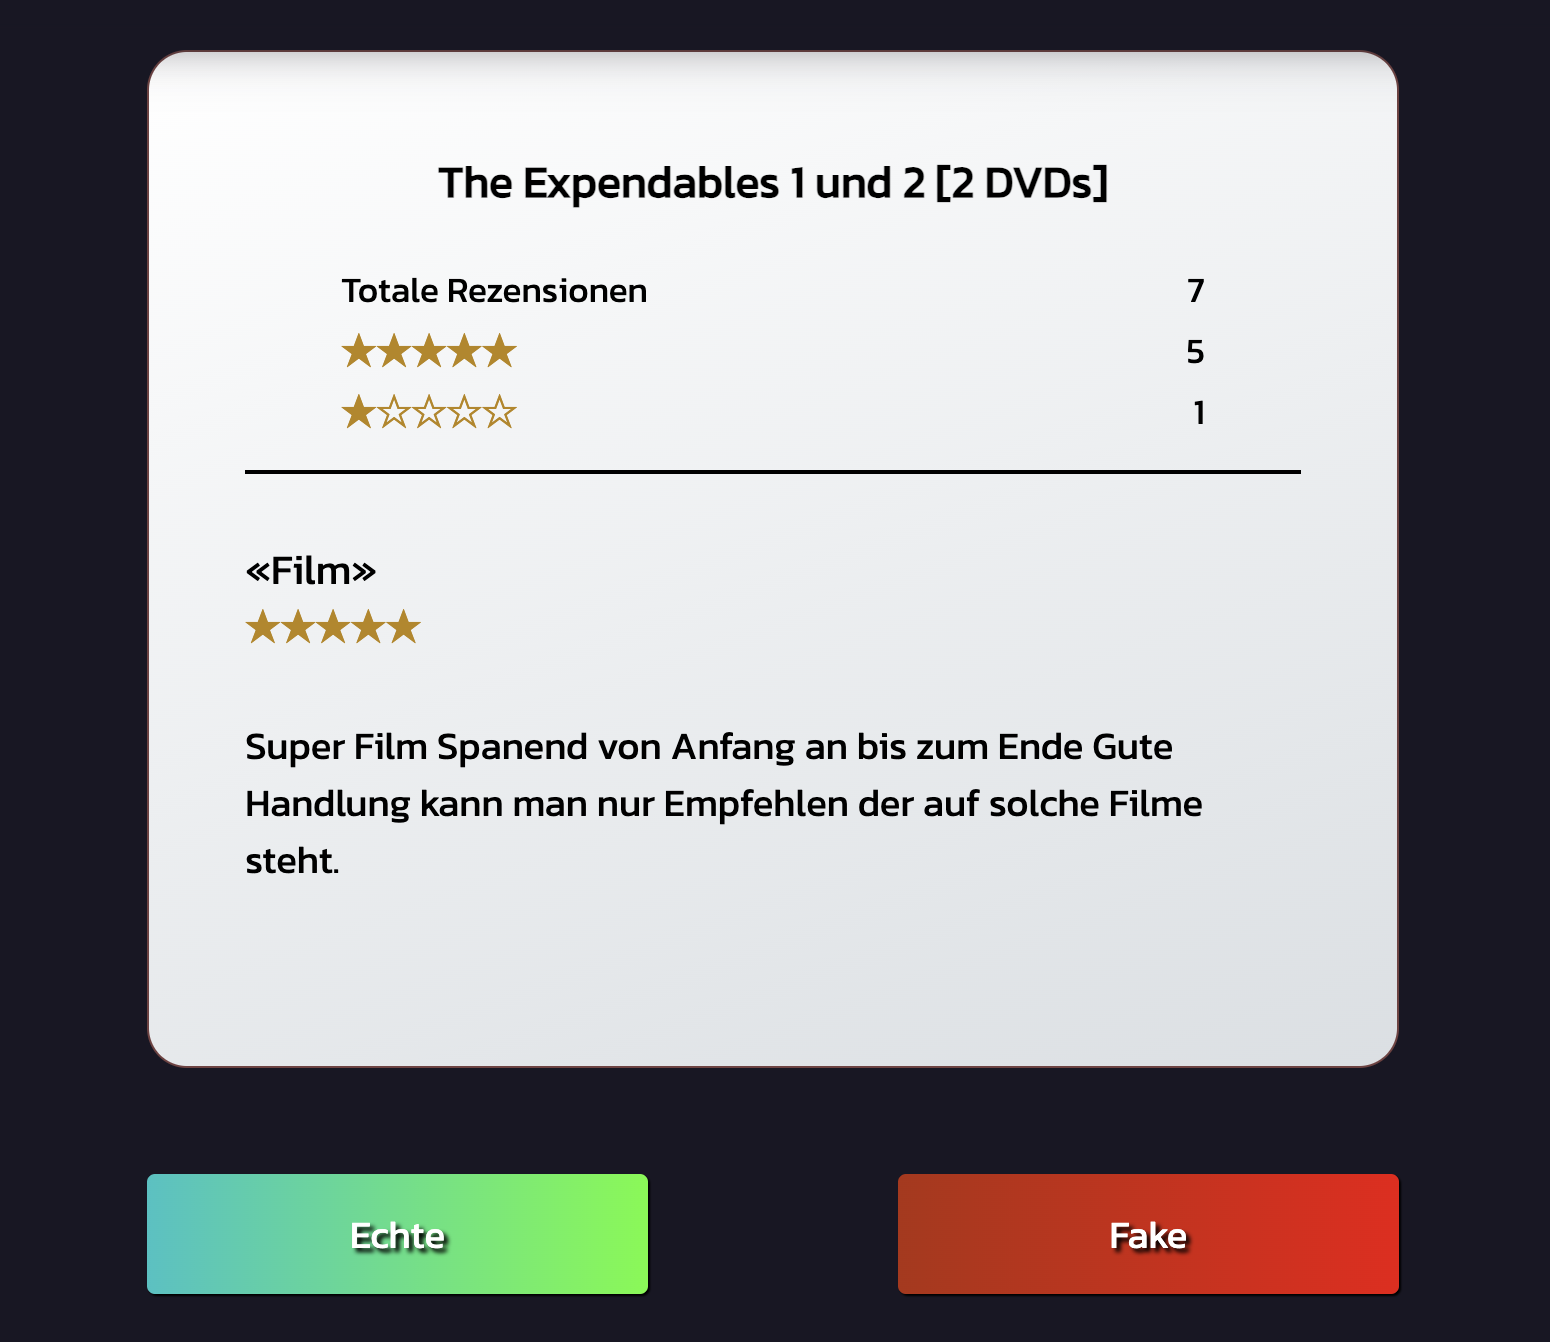 The Expendables 1 und 2 [2 DVDs]
Totale Rezensionen 7
★★★★★ 5
★☆☆☆☆ 1
«Film»
★★★★★
Super Film Spanend von Anfang an bis zum Ende Gute
Handlung kann man nur Empfehlen der auf solche Filme
steht.
Echte
Fake